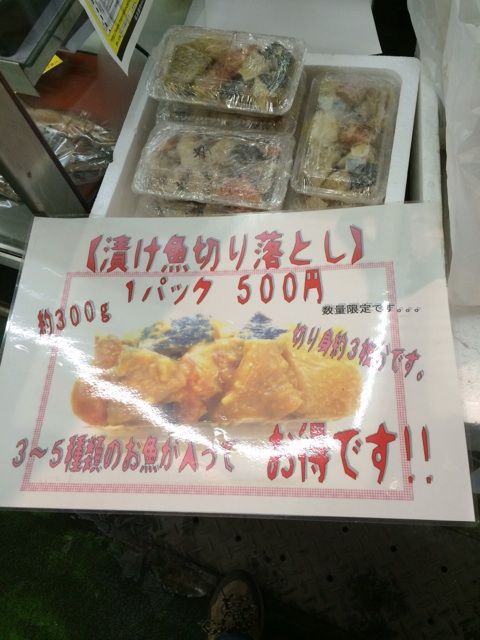 【漬け魚切り落とし】
1パック 500円
数量限定です。。。
約300g
切り身約3枚分です。
3～5種類のお魚が入って お得です!!